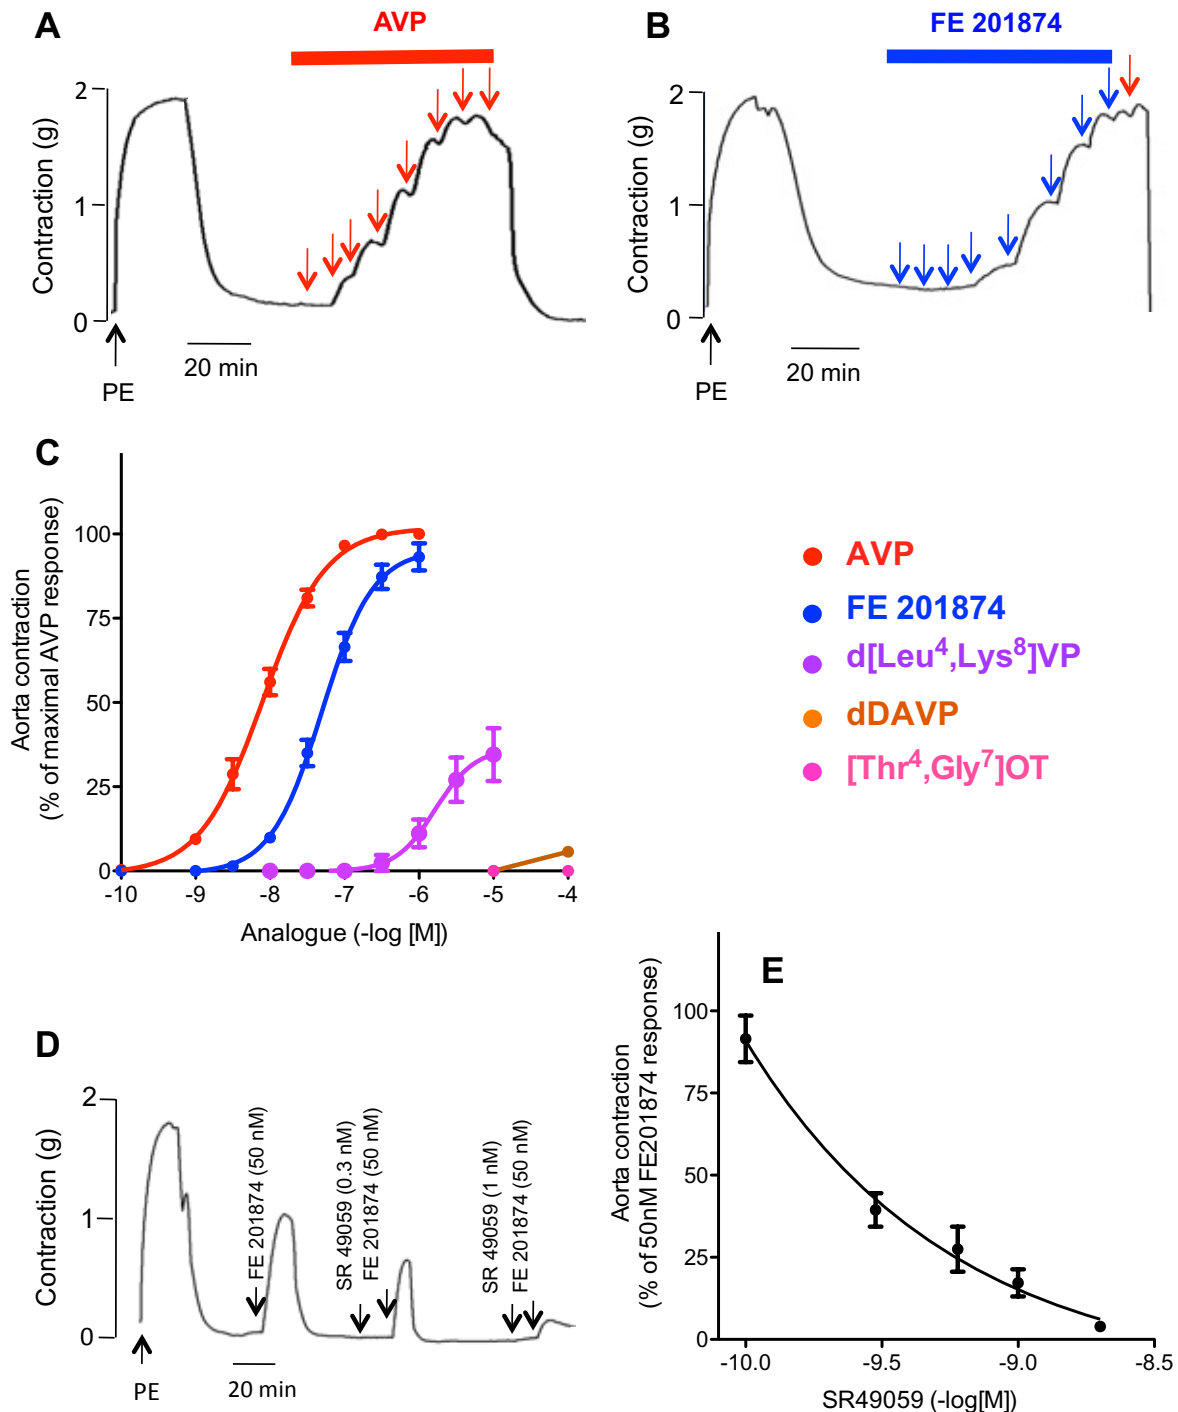 A
AVP
2
1
0
Contraction (g)
20 min
PE
B
FE 201874
2
1
0
Contraction (g)
20 min
PE
C
Aorta contraction
(% of maximal AVP response)
100
75
50
25
0
-10 -9 -8 -7 -6 -5 -4
Analogue (-log [M])
AVP
FE 201874
d[Leu⁴,Lys⁸]VP
dDAVP
[Thr⁴,Gly⁷]OT
D
2
1
0
Contraction (g)
FE 201874 (50 nM)
SR 49059 (0.3 nM)
FE 201874 (50 nM)
SR 49059 (1 nM)
FE 201874 (50 nM)
20 min
PE
E
Aorta contraction
(% of 50nM FE201874 response)
100
75
50
25
0
-10.0 -9.5 -9.0 -8.5
SR49059 (-log[M])